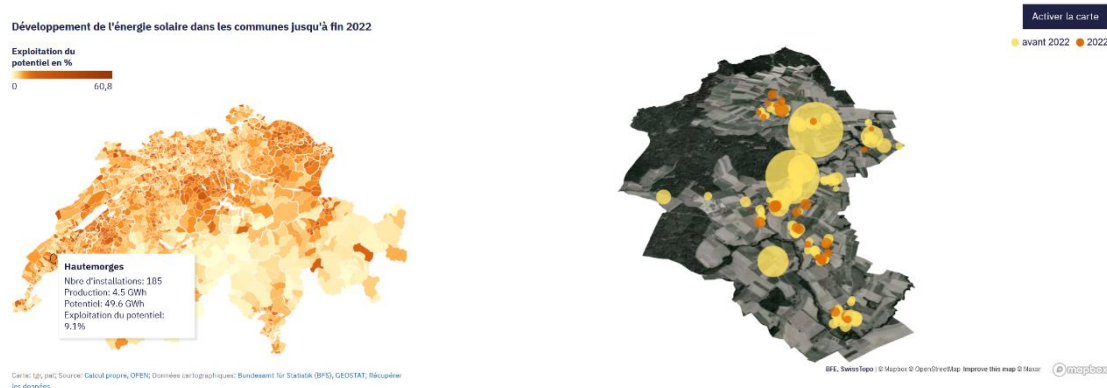 Développement de l'énergie solaire dans les communes jusqu'à fin 2022
Exploitation du
potentiel en %
0 60,8
Hautemorges
Nbre d'installations: 185
Production: 4.5 GWh
Potentiel: 49.6 GWh
Exploitation du potentiel:
9.1%
Carte: tgr, pat; Source: Calcul propre, OFEN; Données cartographiques: Bundesamt für Statistik (BFS), GEOSTAT; Récupérer
les données
Activer la carte
avant 2022 2022
BFE, SwissTopo | © Mapbox © OpenStreetMap Improve this map © Maxar
mapbox